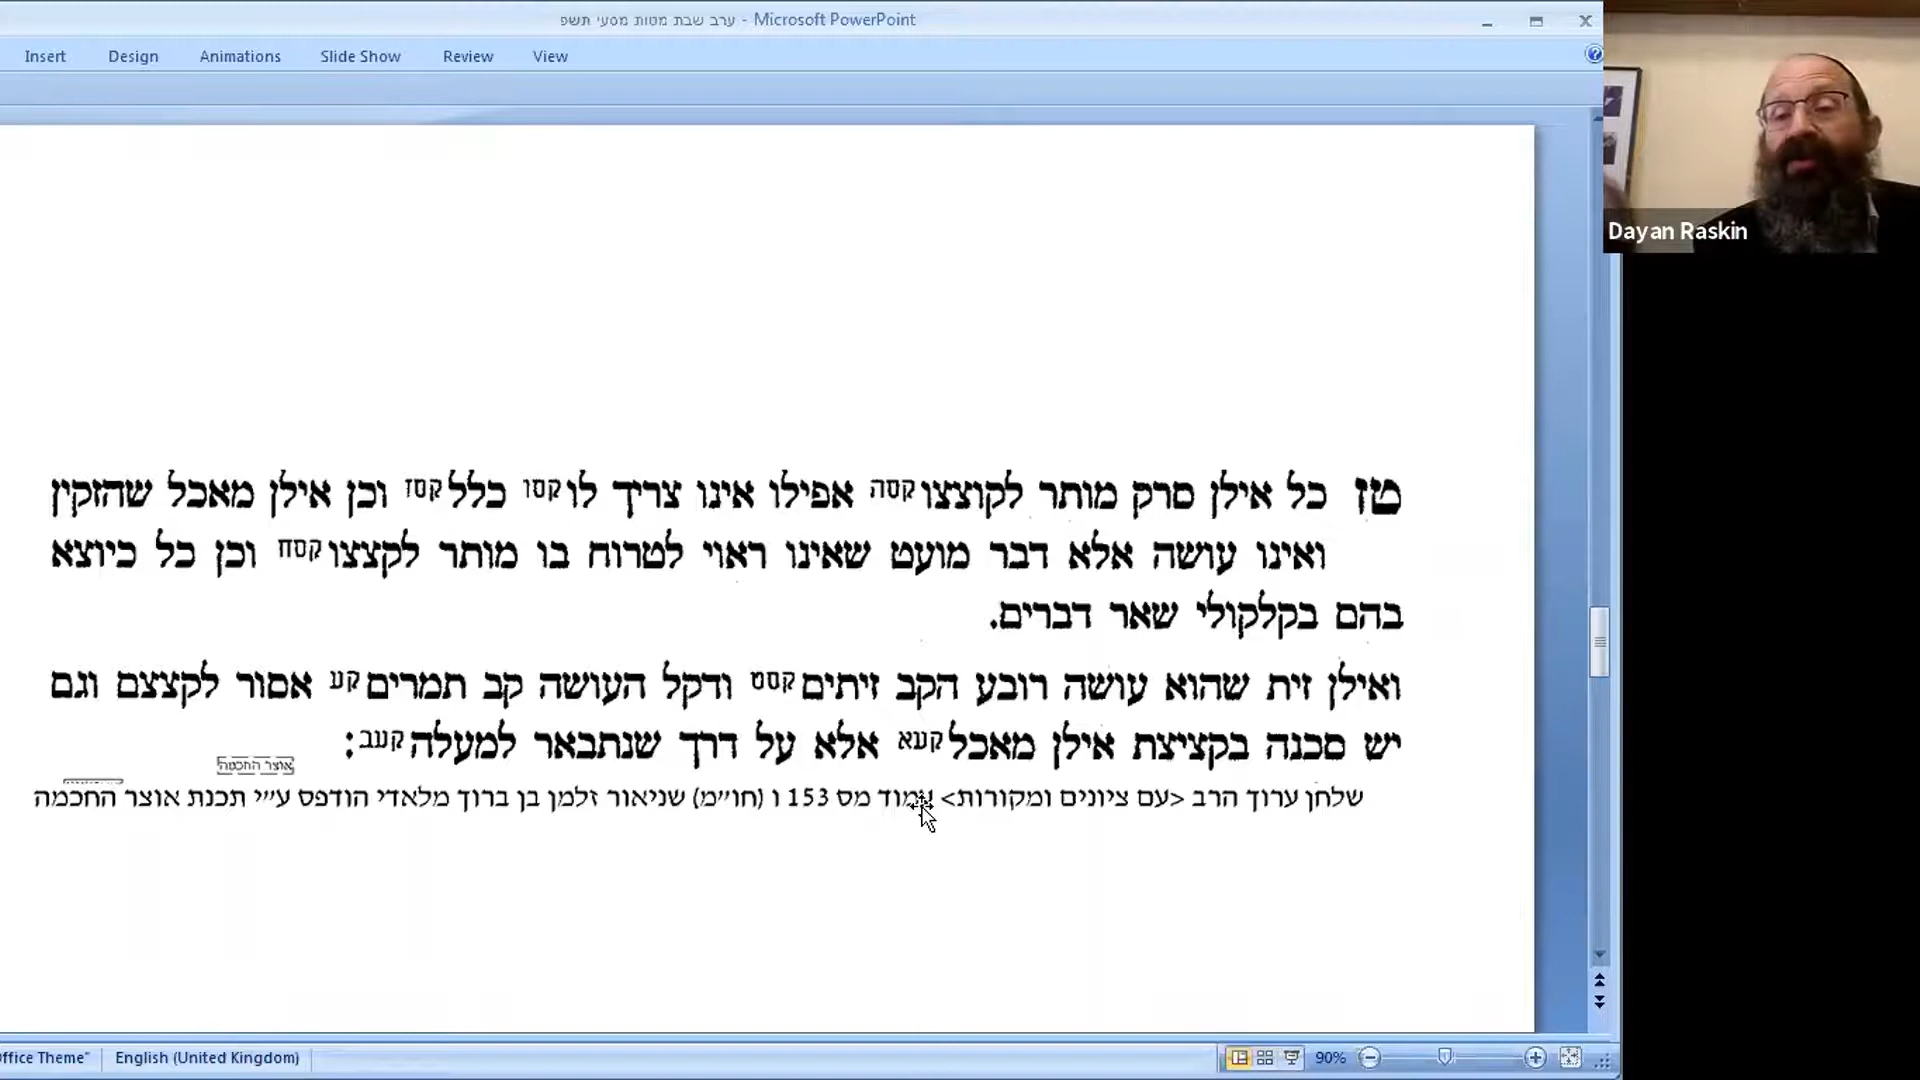 ערב שבת מטות מסעי תשפ - Microsoft PowerPoint
Insert Design Animations Slide Show Review View
Dayan Raskin
טז כל אילן סרק מותר לקוצצו קסה אפילו אינו צריך לו קסו כלל קסז וכן אילן מאכל שהזקין
ואינו עושה אלא דבר מועט שאינו ראוי לטרוח בו מותר לקצצו קסח וכן כל כיוצא
בהם בקלקולי שאר דברים.
ואילן זית שהוא עושה רובע הקב זיתים קסט ודקל העושה קב תמרים קע אסור לקצצם וגם
יש סכנה בקציצת אילן מאכל קעא אלא על דרך שנתבאר למעלה קעב:
אוצר החכמה
שלחן ערוך הרב <עם ציונים ומקורות> עמוד מס 153 ו (חו״מ) שניאור זלמן בן ברוך מלאדי הודפס ע״י תכנת אוצר החכמה
ffice Theme" English (United Kingdom) 90%